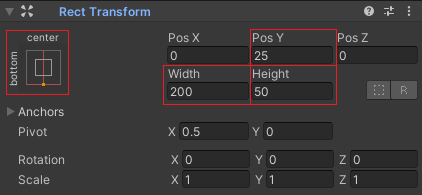 Rect Transform
center
bottom
Pos X Pos Y Pos Z
0 25 0
Width Height
200 50
R
Anchors
Pivot X 0.5 Y 0
Rotation X 0 Y 0 Z 0
Scale X 1 Y 1 Z 1